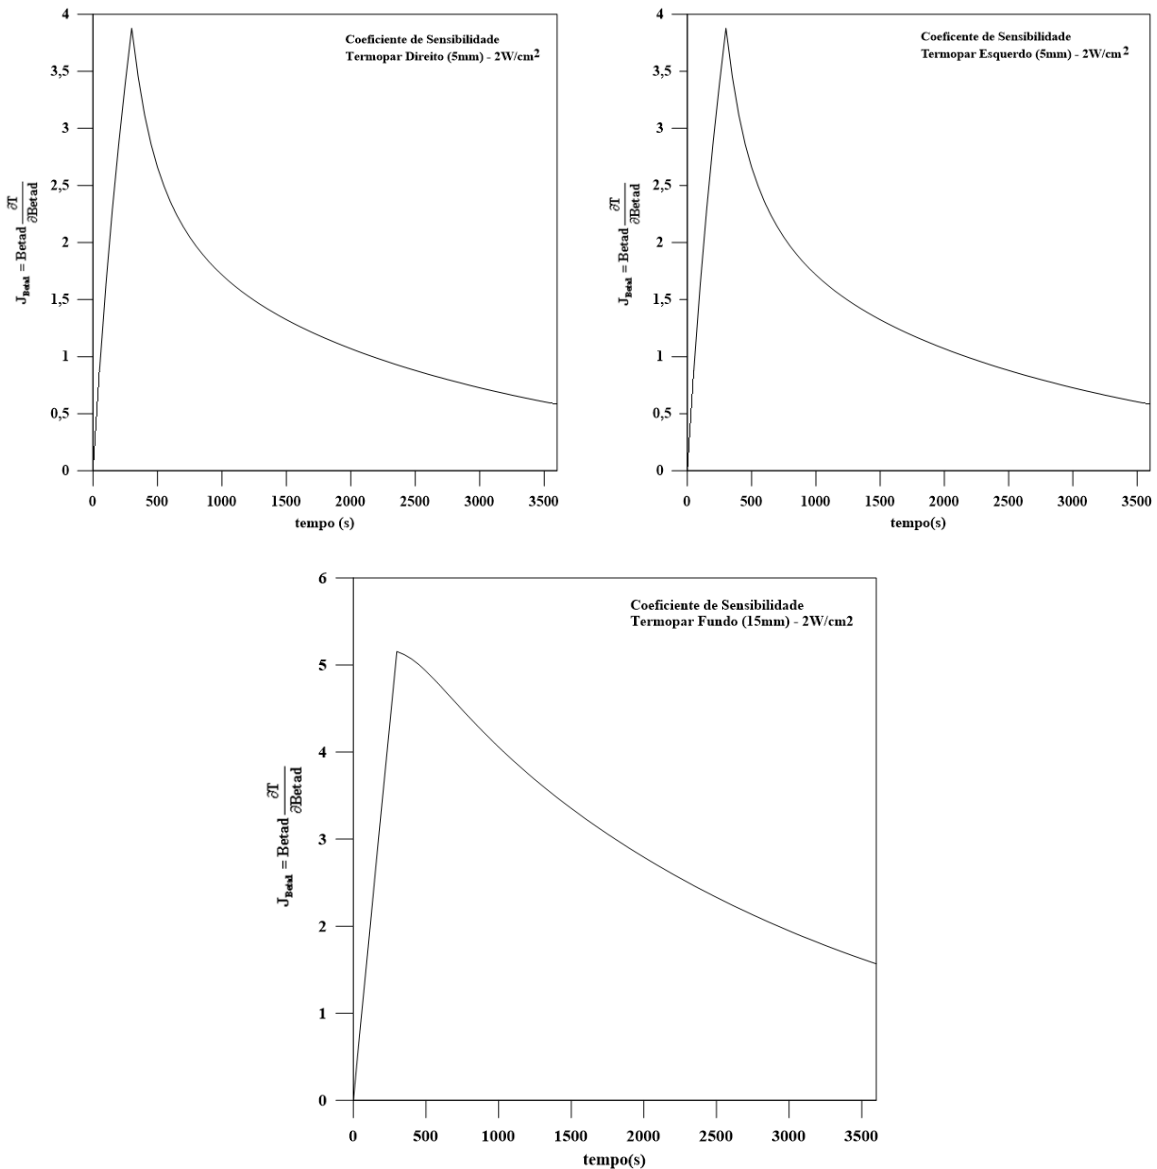 Coeficiente de Sensibilidade
Termopar Direito (5mm) - 2W/cm²
4
3,5
3
2,5
2
1,5
1
0,5
0
J_Betad = Betad ∂T/∂Betad
0 500 1000 1500 2000 2500 3000 3500
tempo (s)
Coeficente de Sensibilidade
Termopar Esquerdo (5mm) - 2W/cm²
4
3,5
3
2,5
2
1,5
1
0,5
0
J_Betad = Betad ∂T/∂Betad
0 500 1000 1500 2000 2500 3000 3500
tempo(s)
Coeficiente de Sensibilidade
Termopar Fundo (15mm) - 2W/cm2
6
5
4
3
2
1
0
J_Betad = Betad ∂T/∂Betad
0 500 1000 1500 2000 2500 3000 3500
tempo(s)